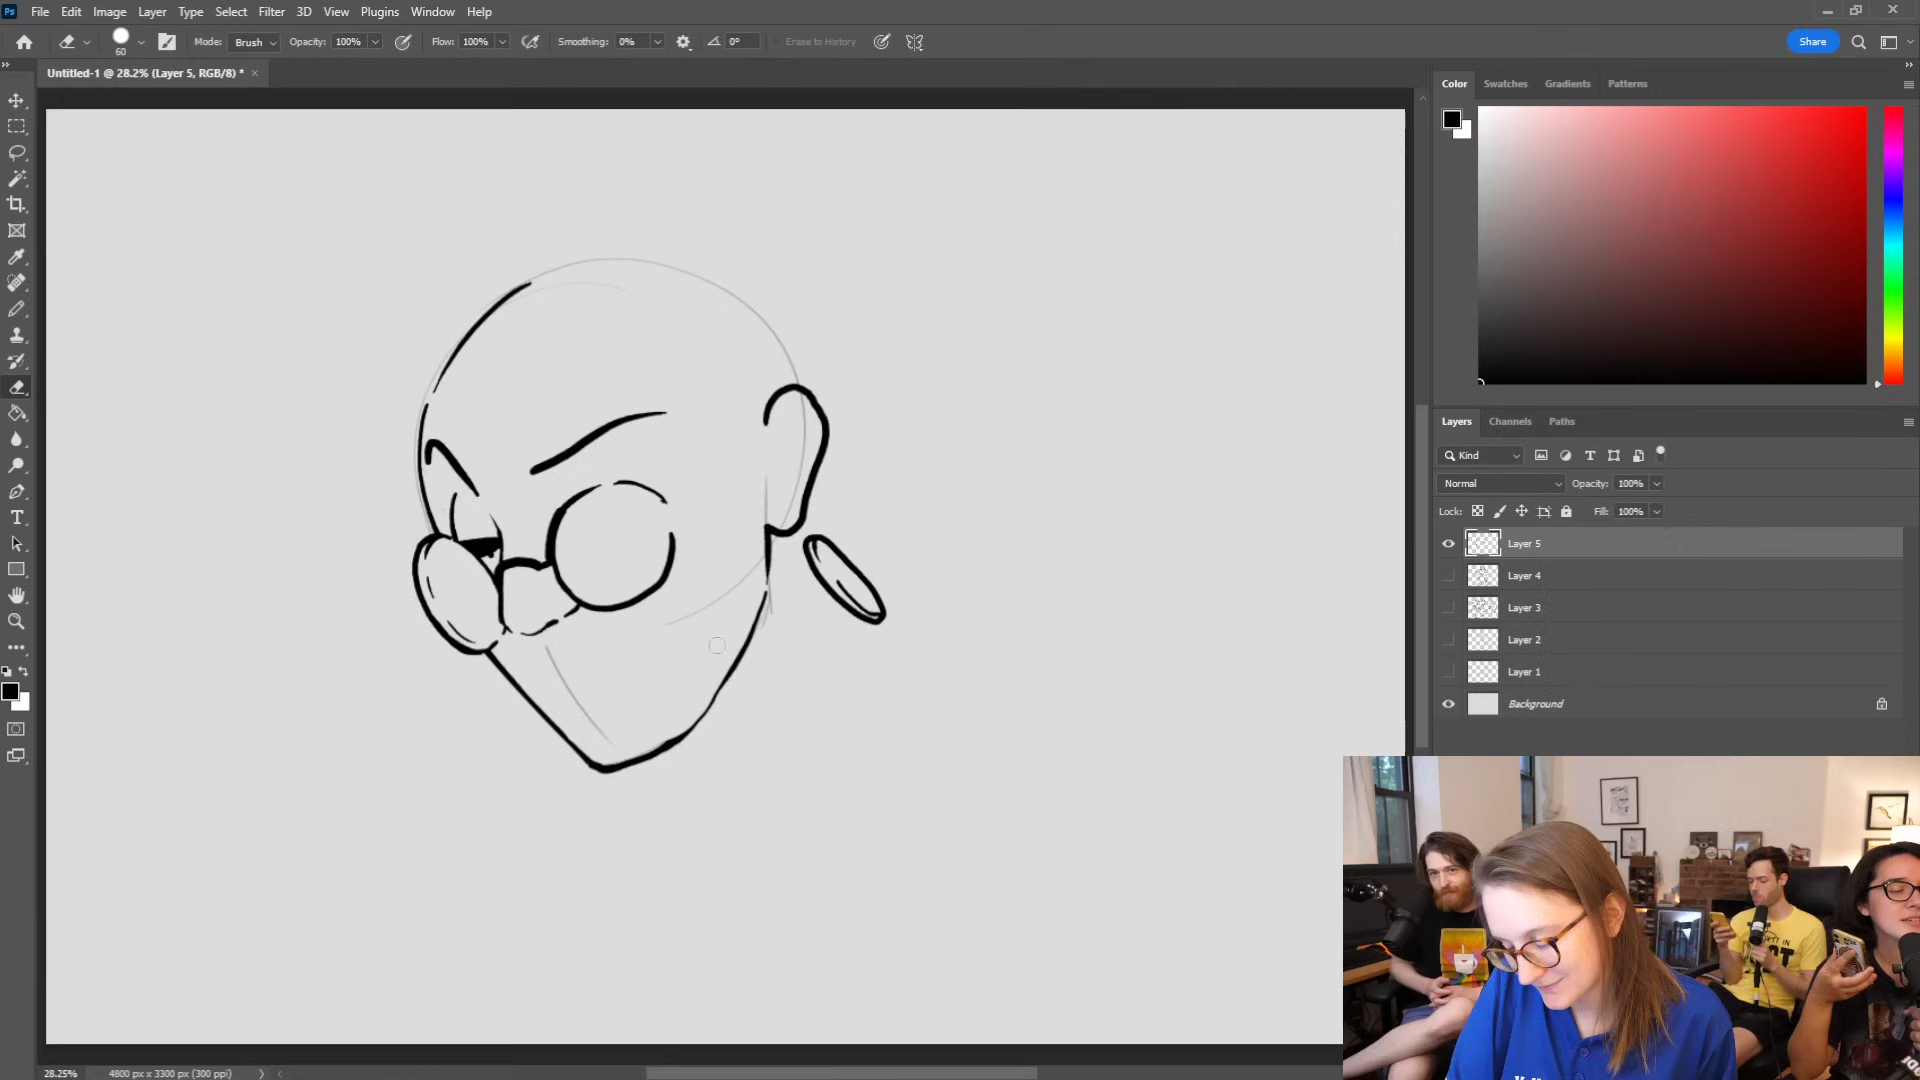 Ps File Edit Image Layer Type Select Filter 3D View Plugins Window Help
60 Mode: Brush Opacity: 100% Flow: 100% Smoothing: 0% 0° Erase to History Share
Untitled-1 @ 28.2% (Layer 5, RGB/8) *
Color Swatches Gradients Patterns
Layers Channels Paths
Kind
Normal Opacity: 100%
Lock: Fill: 100%
Layer 5
Layer 4
Layer 3
Layer 2
Layer 1
Background
28.25% 4800 px x 3300 px (300 ppi)